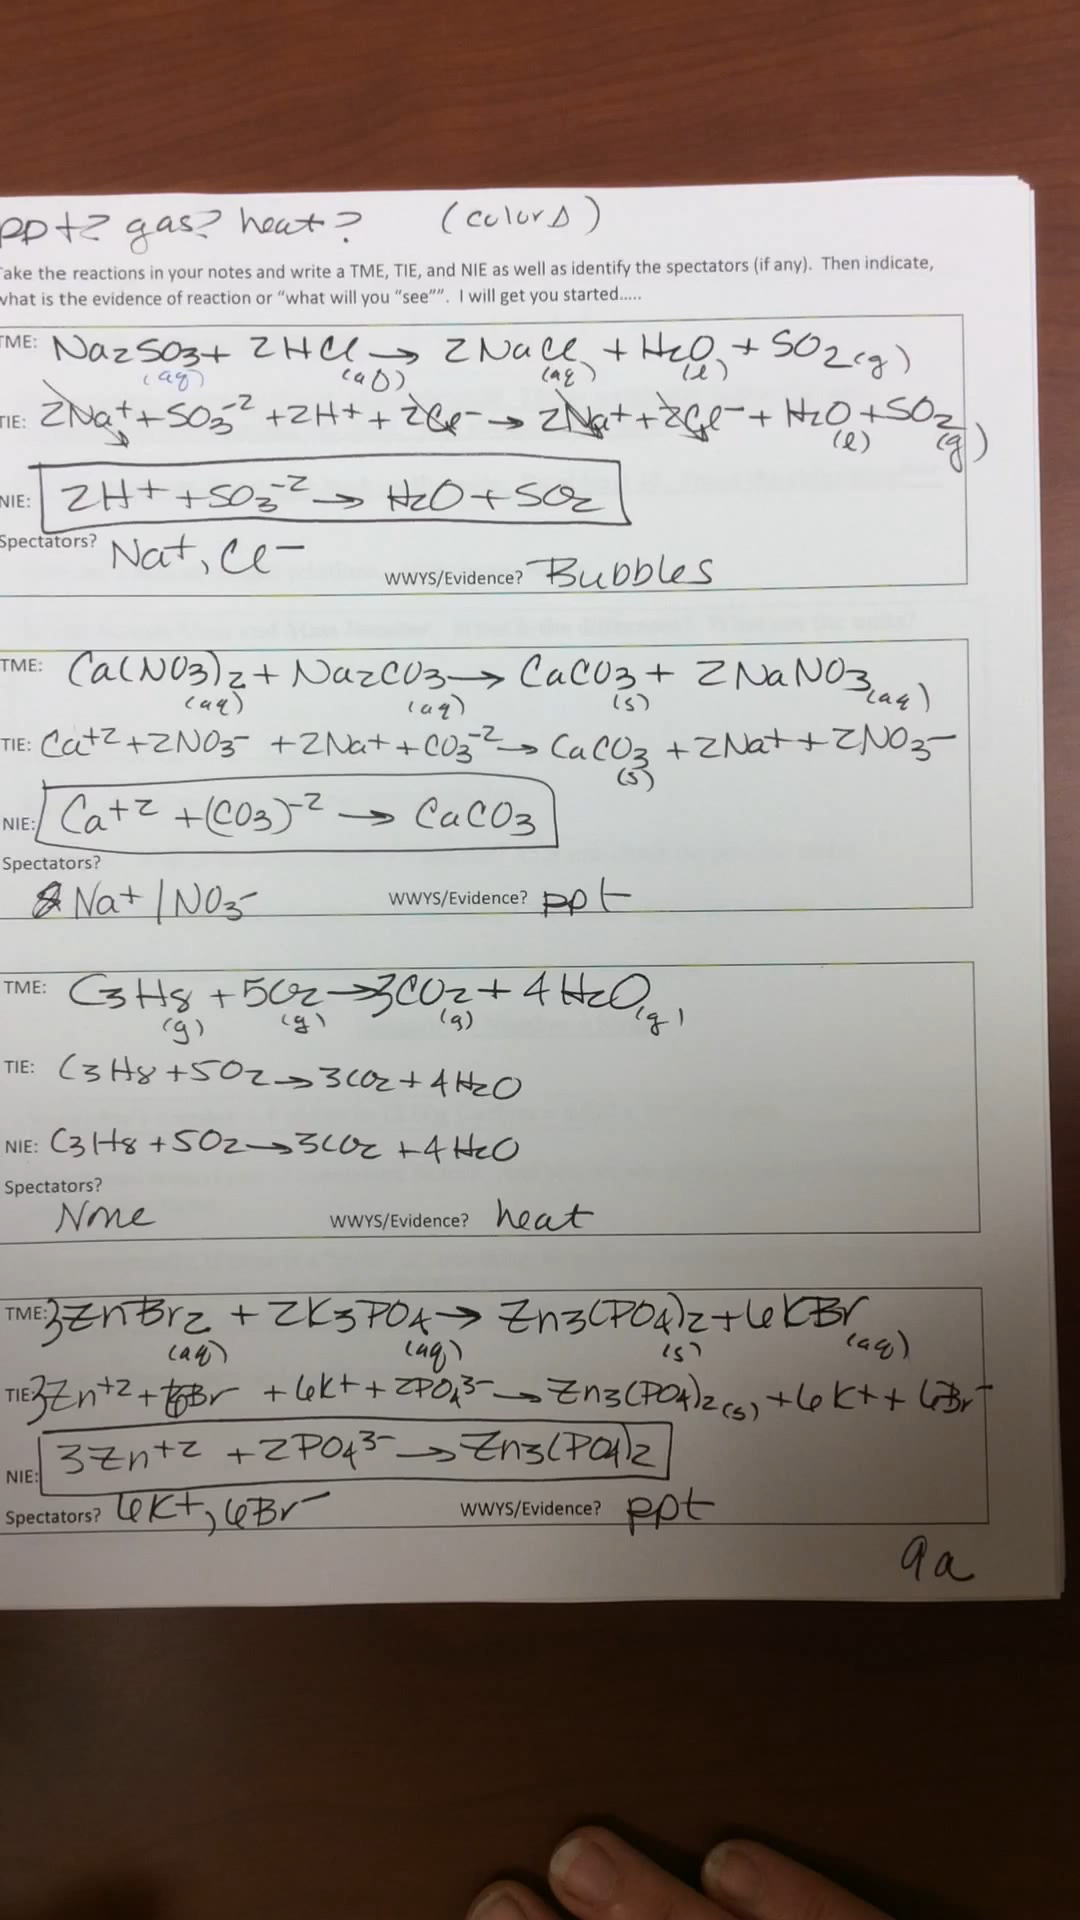 ppt? gas? heat? (color Δ)
Take the reactions in your notes and write a TME, TIE, and NIE as well as identify the spectators (if any). Then indicate,
what is the evidence of reaction or "what will you "see"". I will get you started.....
TME: Na2SO3 + 2HCl → 2NaCl + H2O + SO2(g)
(aq) (aq) (aq) (l)
TIE: 2Na+ + SO3-2 + 2H+ + 2Cl- → 2Na+ + 2Cl- + H2O + SO2
(l) (g)
NIE: 2H+ + SO3-2 → H2O + SO2
Spectators? Na+, Cl-
WWYS/Evidence? Bubbles
TME: Ca(NO3)2 + Na2CO3 → CaCO3 + 2NaNO3(aq)
(aq) (aq) (s)
TIE: Ca+2 + 2NO3- + 2Na+ + CO3-2 → CaCO3 + 2Na+ + 2NO3-
(s)
NIE: Ca+2 + (CO3)-2 → CaCO3
Spectators?
Na+ / NO3- WWYS/Evidence? ppt
TME: C3H8 + 5O2 → 3CO2 + 4H2O(g)
(g) (g) (g)
TIE: C3H8 + 5O2 → 3CO2 + 4H2O
NIE: C3H8 + 5O2 → 3CO2 + 4H2O
Spectators?
None WWYS/Evidence? heat
TME: 3ZnBr2 + 2K3PO4 → Zn3(PO4)2 + 6KBr
(aq) (aq) (s) (aq)
TIE 3Zn+2 + 6Br + 6K+ + 2PO43- → Zn3(PO4)2(s) + 6K+ + 6Br-
NIE: 3Zn+2 + 2PO43- → Zn3(PO4)2
Spectators? 6K+, 6Br- WWYS/Evidence? ppt
9a